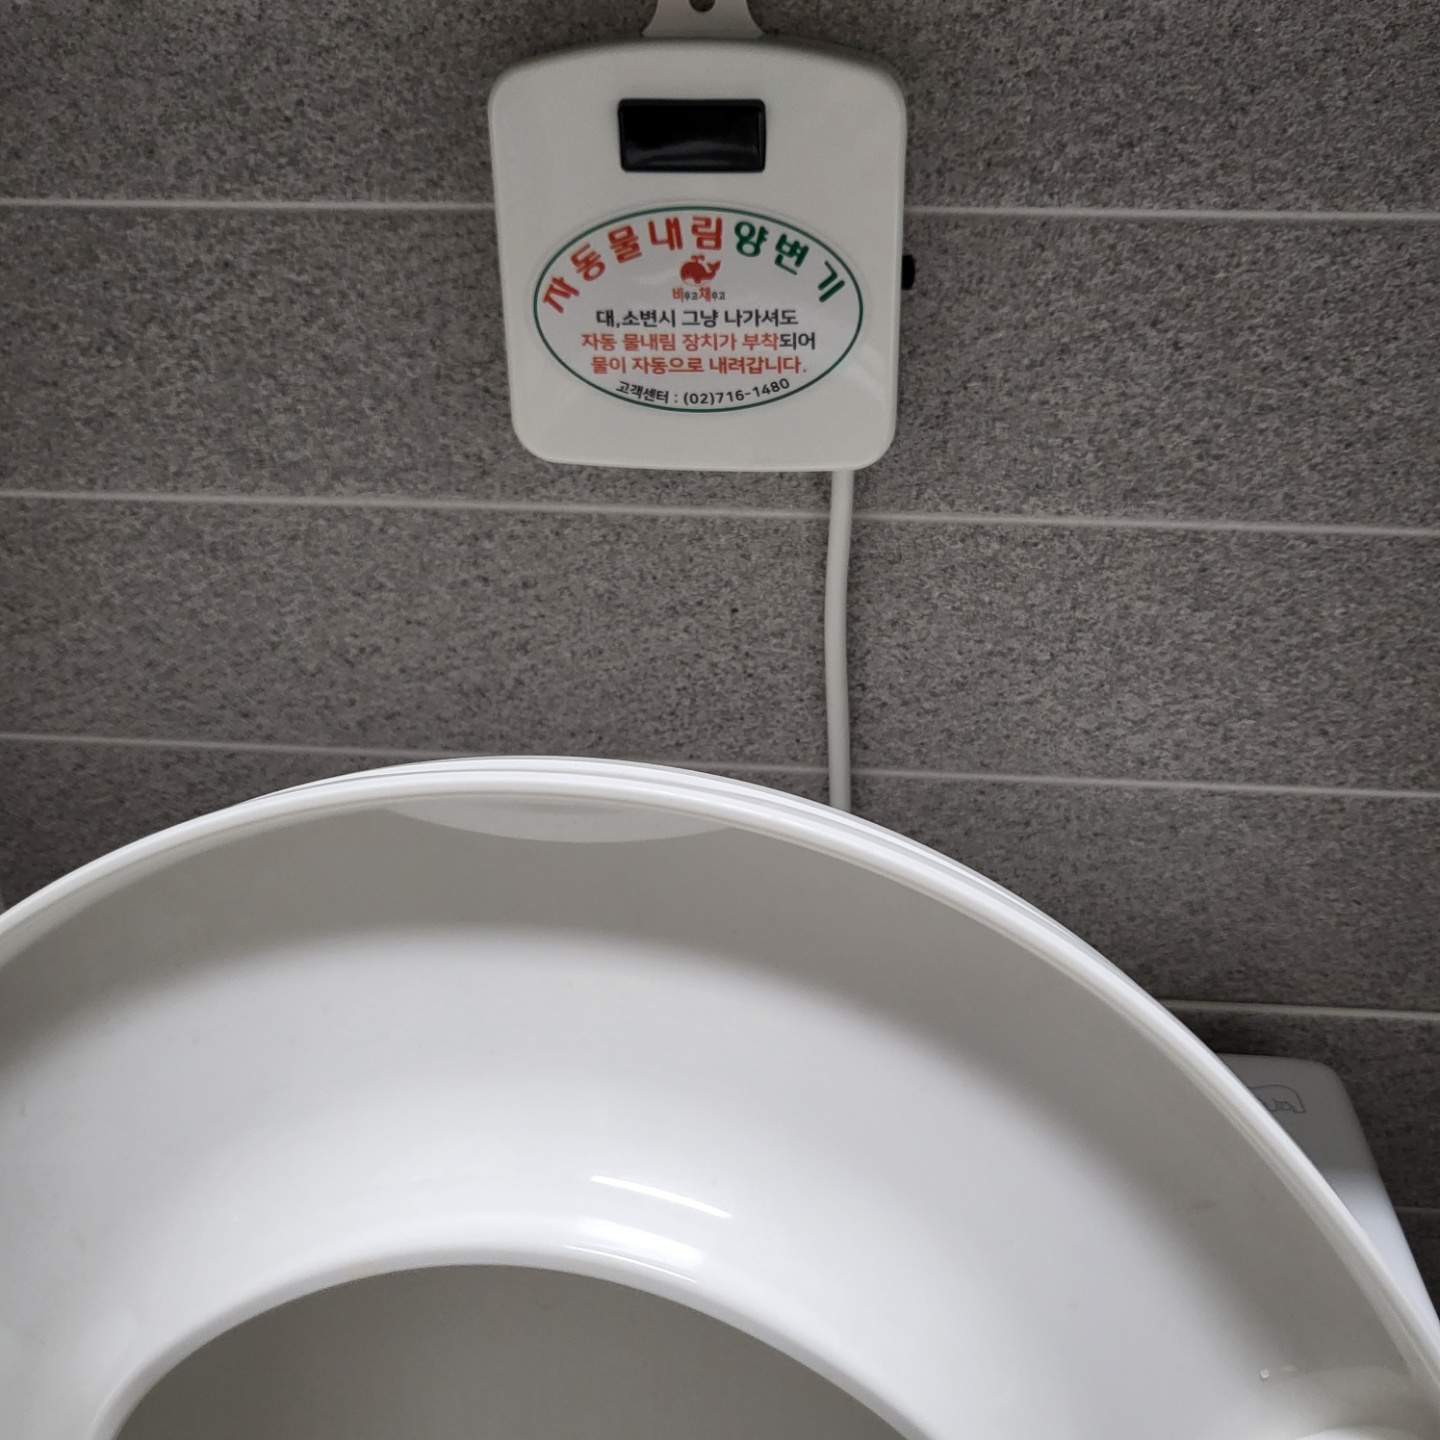 자동물내림양변기
비우고채우고
대,소변시 그냥 나가셔도
자동 물내림 장치가 부착되어
물이 자동으로 내려갑니다.
고객센터 : (02)716-1480